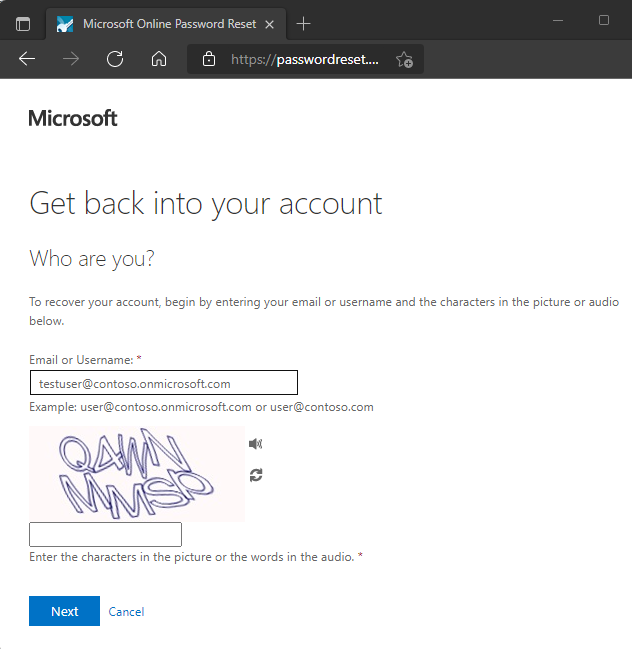 Microsoft Online Password Reset
https://passwordreset....
Microsoft
Get back into your account
Who are you?
To recover your account, begin by entering your email or username and the characters in the picture or audio
below.
Email or Username: *
testuser@contoso.onmicrosoft.com
Example: user@contoso.onmicrosoft.com or user@contoso.com
Enter the characters in the picture or the words in the audio. *
Next Cancel